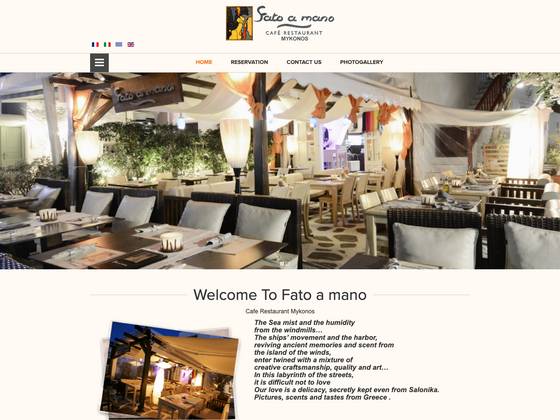 Fato a mano
CAFÉ RESTAURANT
MYKONOS
HOME
RESERVATION
CONTACT US
PHOTOGALLERY
Fato a mano
Welcome To Fato a mano
Cafe Restaurant Mykonos
The Sea mist and the humidity
from the windmills…
The ships' movement and the harbor,
reviving ancient memories and scent from
the island of the winds,
enter twined with a mixture of
creative craftsmanship, quality and art…
In this labyrinth of the streets,
it is difficult not to love
Our love is a delicacy, secretly kept even from Salonika.
Pictures, scents and tastes from Greece .